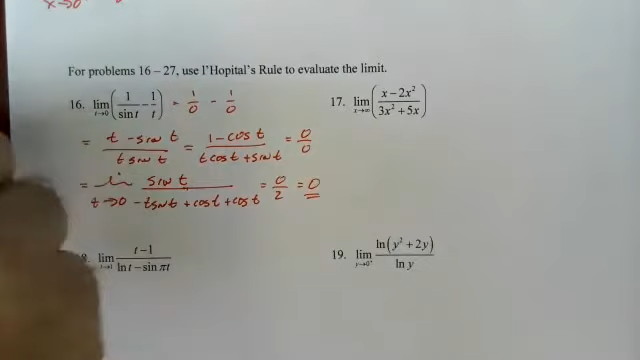 x→0
For problems 16 – 27, use l'Hopital's Rule to evaluate the limit.
16. lim t→0 (1/sin t − 1/t) = 1/0 − 1/0
= (t − sin t)/(t sin t) = (1 − cos t)/(t cos t + sin t) = 0/0
= lim t→0 sin t/(−t sin t + cos t + cos t) = 0/2 = 0
17. lim x→∞ ((x − 2x²)/(3x² + 5x))
8. lim (t − 1)/(ln t − sin πt)
19. lim y→0⁺ ln(y² + 2y)/ln y